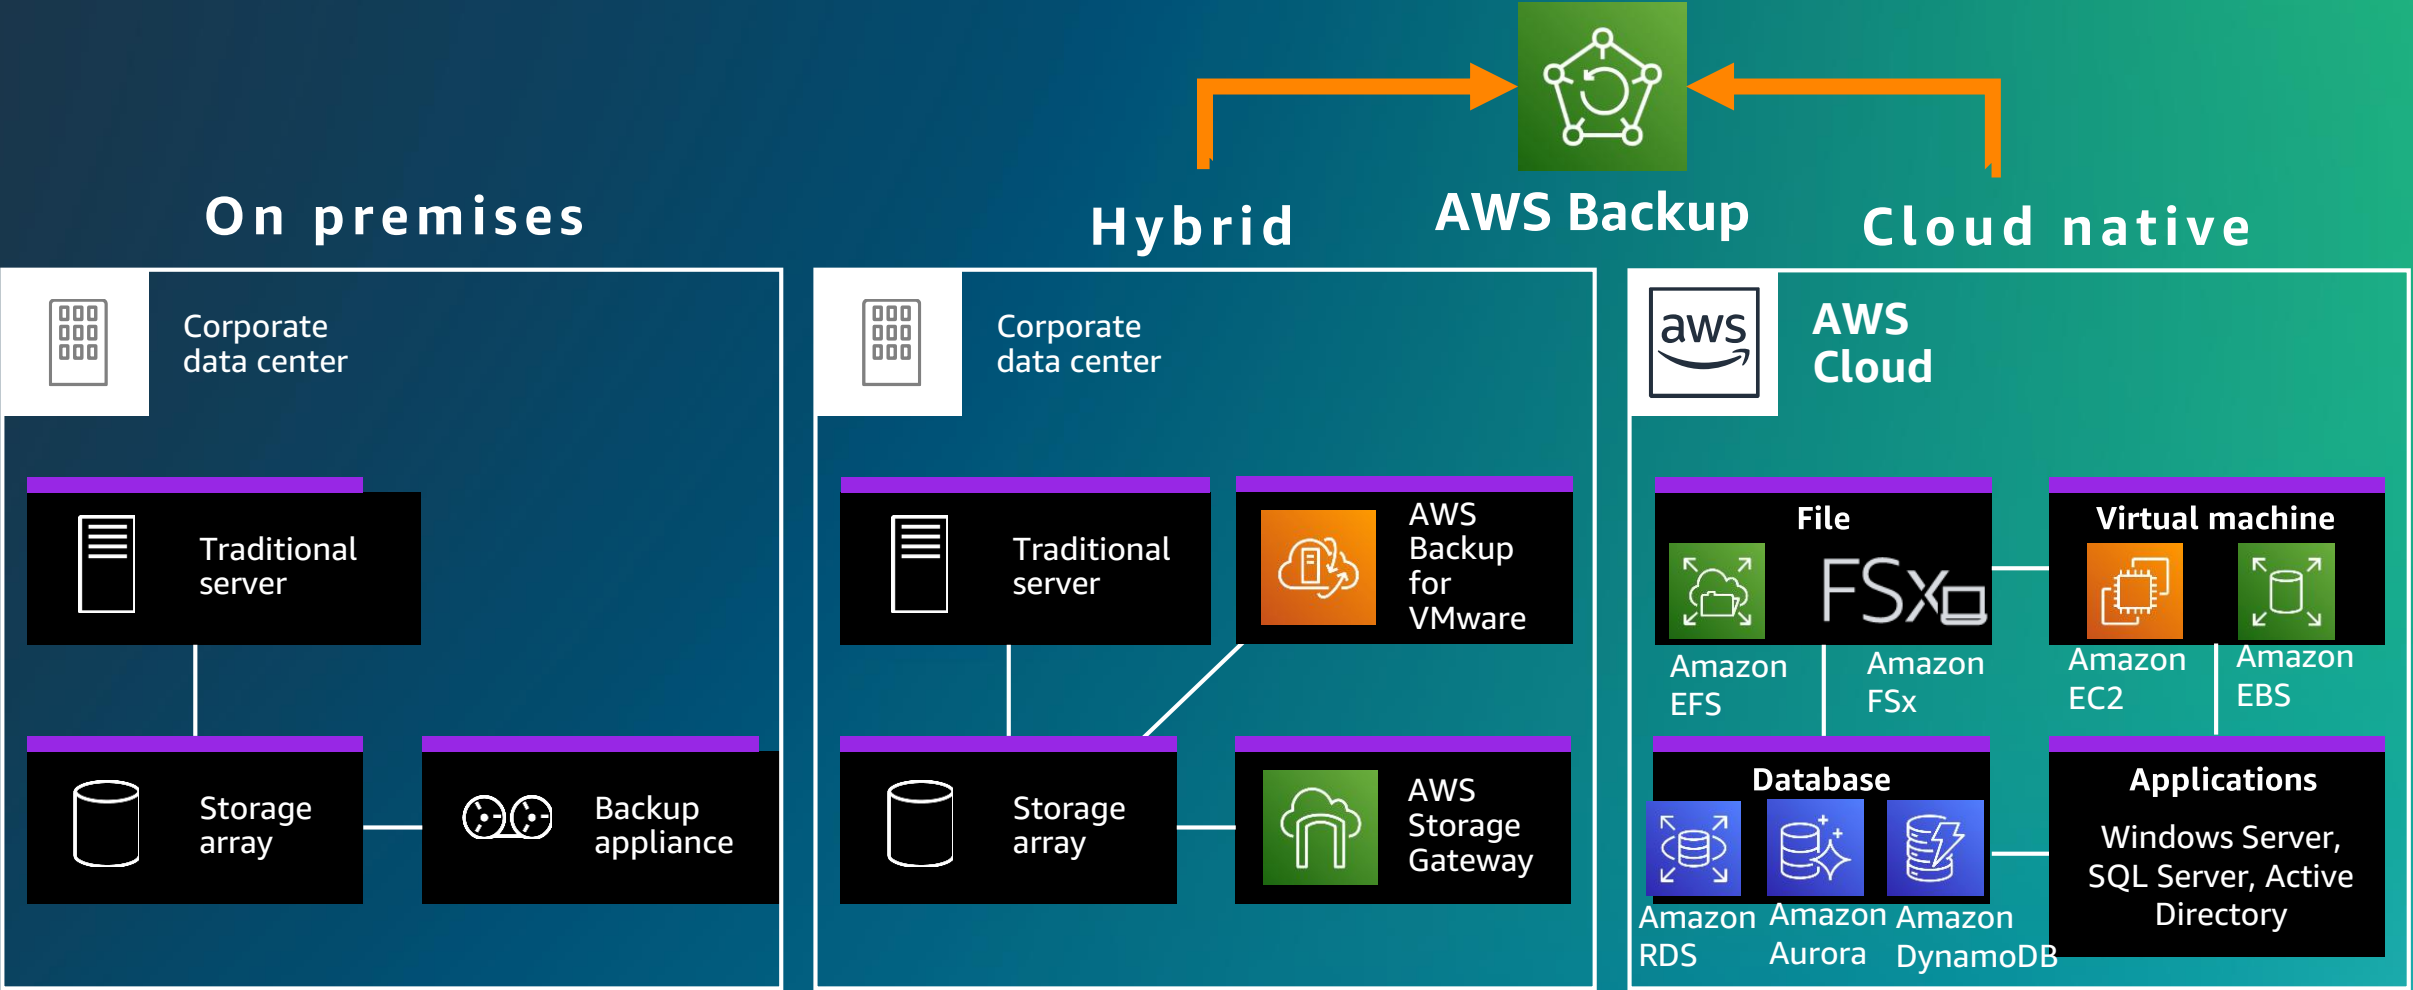 On premises
Hybrid
AWS Backup
Cloud native
Corporate
data center
Traditional
server
Storage
array
Backup
appliance
Corporate
data center
Traditional
server
AWS
Backup
for
VMware
Storage
array
AWS
Storage
Gateway
aws
AWS
Cloud
File
FSx
Amazon
EFS
Amazon
FSx
Virtual machine
Amazon
EC2
Amazon
EBS
Database
Amazon
RDS
Amazon
Aurora
Amazon
DynamoDB
Applications
Windows Server,
SQL Server, Active
Directory